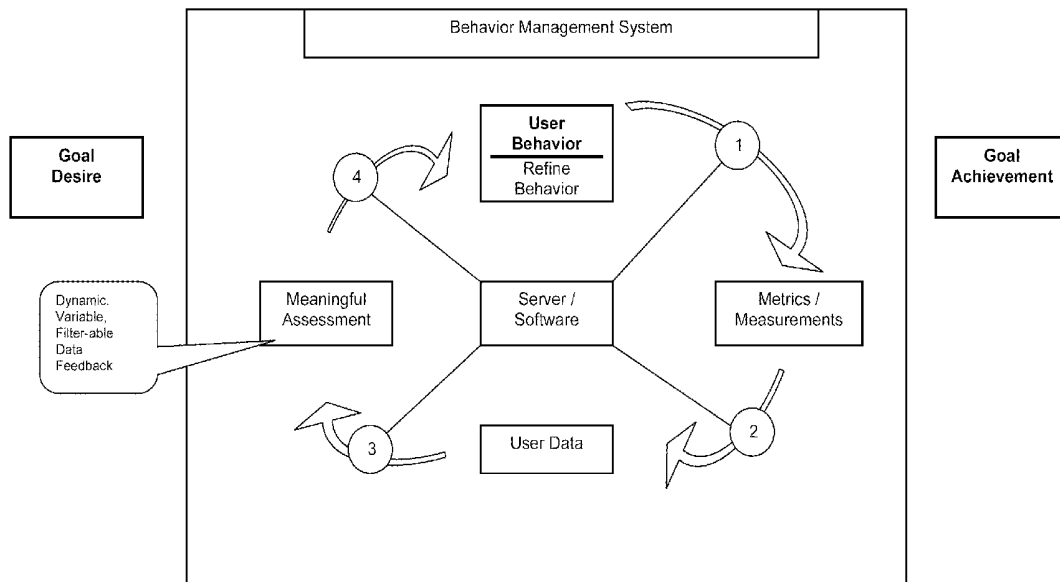 Behavior Management System
Goal
Desire
User
Behavior
Refine
Behavior
1
4
Goal
Achievement
Dynamic.
Variable,
Filter-able
Data
Feedback
Meaningful
Assessment
Server /
Software
Metrics /
Measurements
3
User Data
2